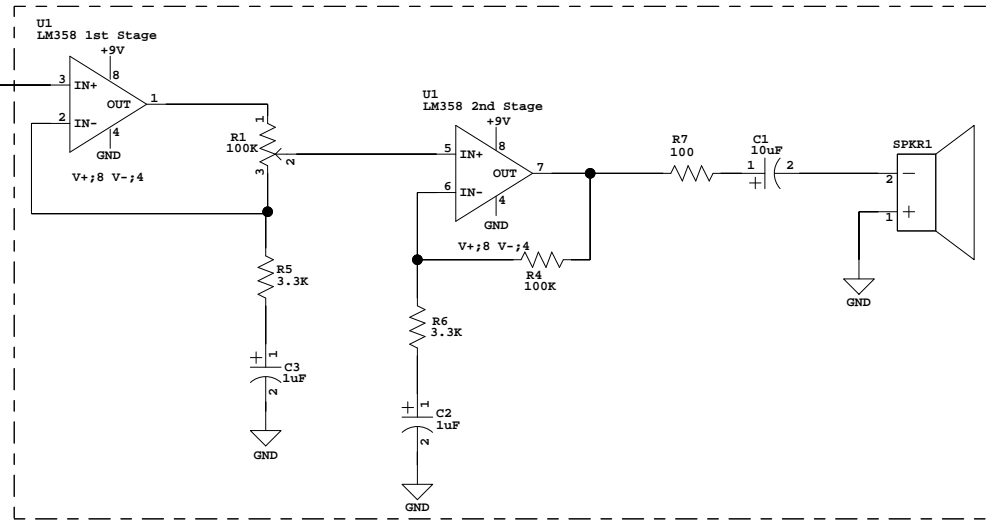 U1
LM358 1st Stage
+9V
8
3 IN+
OUT 1
2 IN-
4
GND
V+;8 V-;4
1
R1
100K
2
3
U1
LM358 2nd Stage
+9V
8
5 IN+
OUT 7
6 IN-
4
GND
V+;8 V-;4
R4
100K
R7
100
C1
10uF
1 2
+
SPKR1
2 −
1 +
GND
R5
3.3K
+ 1
C3
1uF
2
GND
R6
3.3K
+ 1
C2
1uF
2
GND